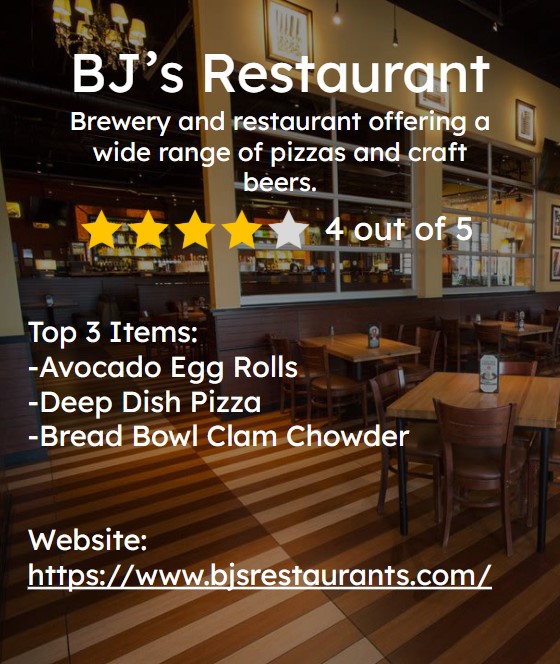 BJ’s Restaurant
Brewery and restaurant offering a
wide range of pizzas and craft
beers.
4 out of 5
Top 3 Items:
-Avocado Egg Rolls
-Deep Dish Pizza
-Bread Bowl Clam Chowder
Website:
https://www.bjsrestaurants.com/